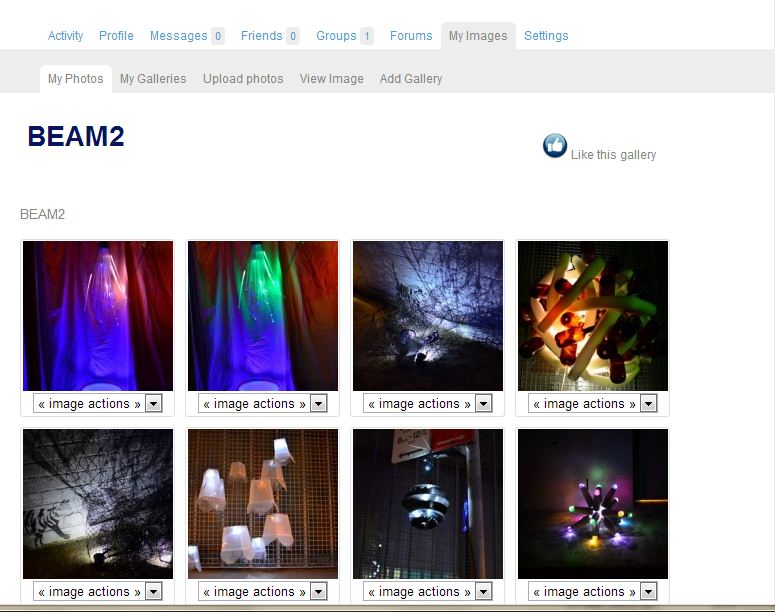 Activity Profile Messages 0 Friends 0 Groups 1 Forums My Images Settings
My Photos My Galleries Upload photos View Image Add Gallery
BEAM2
Like this gallery
BEAM2
« image actions » « image actions » « image actions » « image actions »
« image actions » « image actions » « image actions » « image actions »